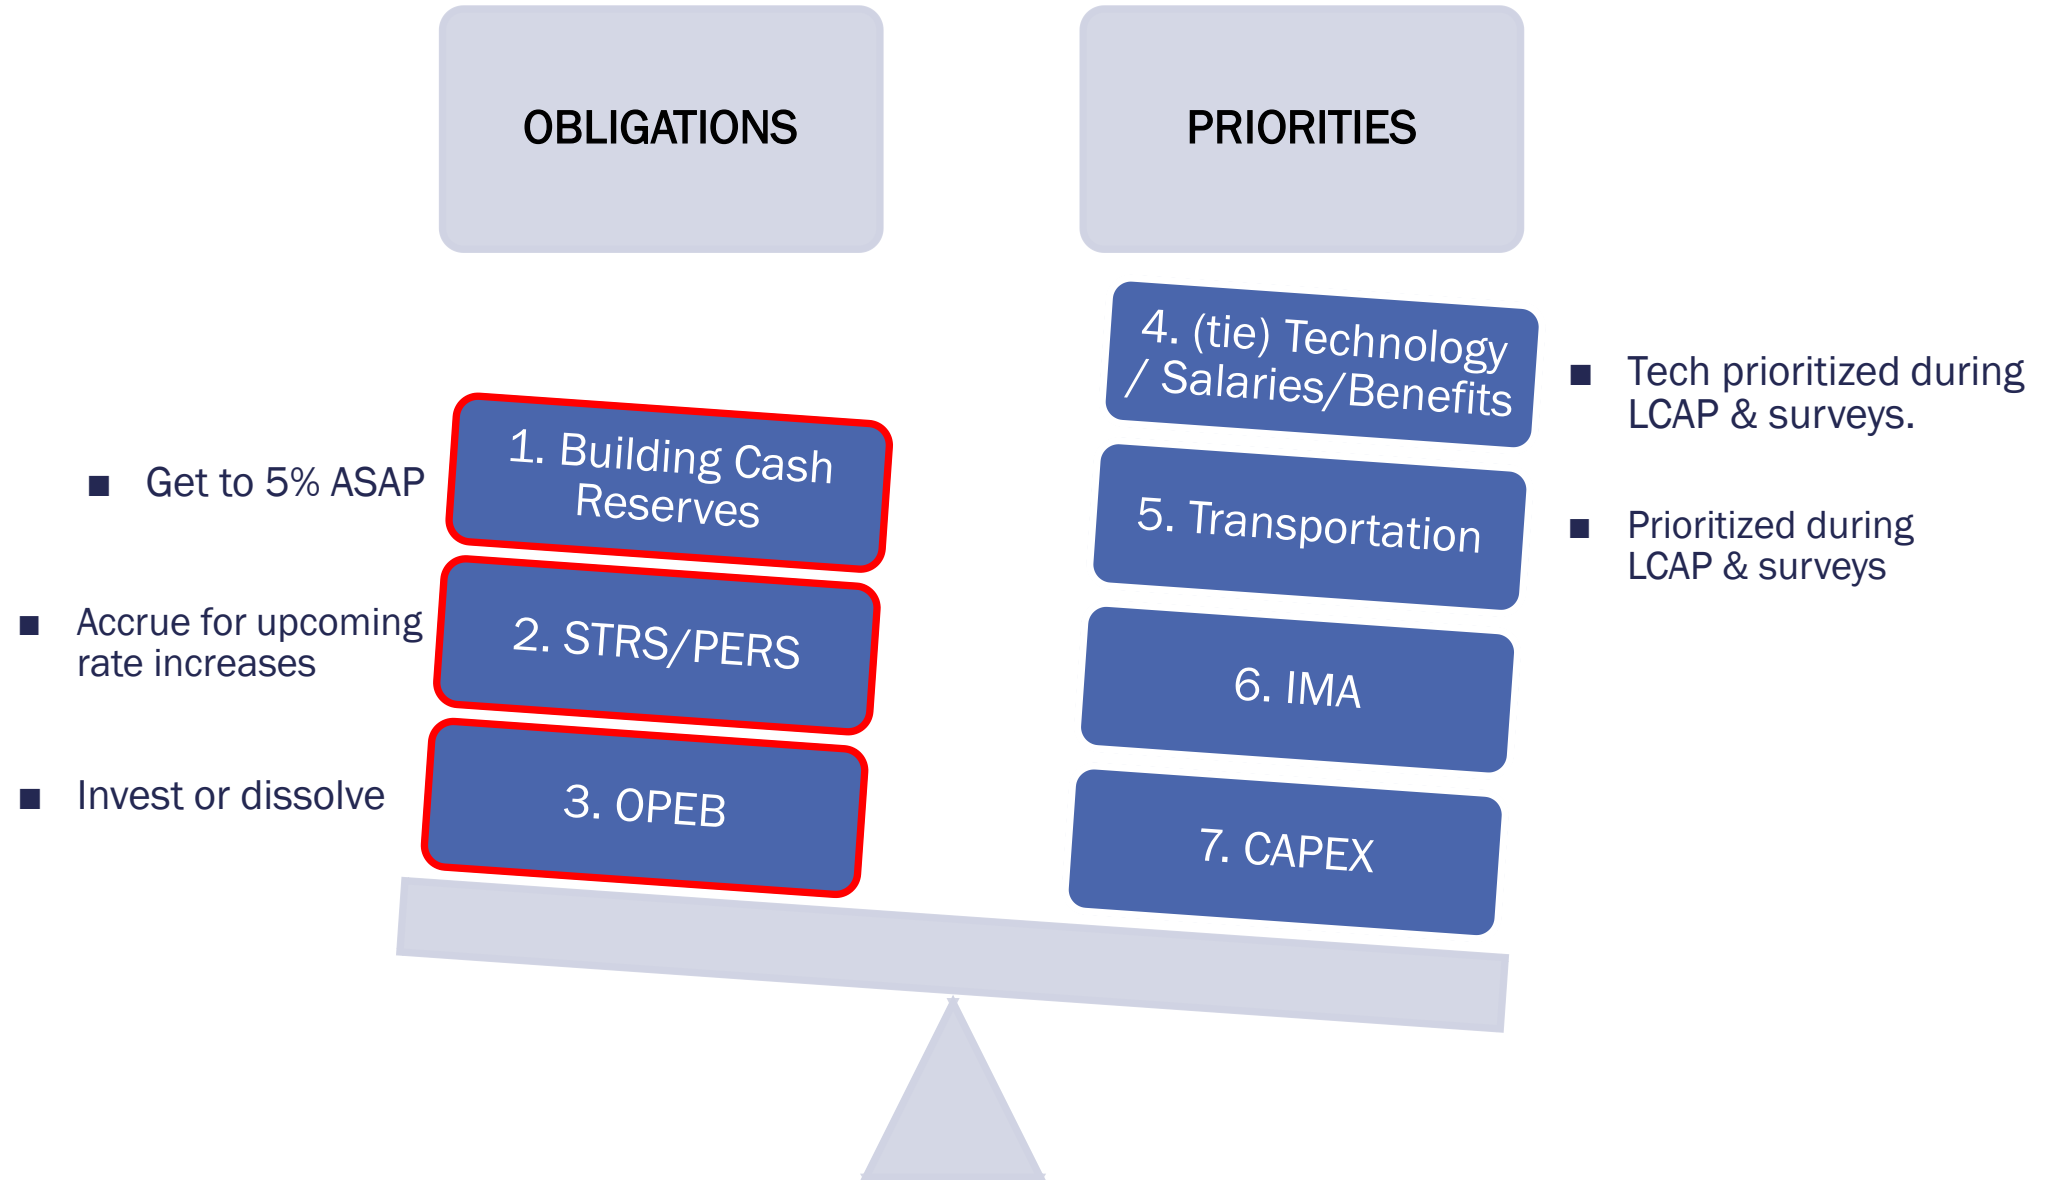 OBLIGATIONS
PRIORITIES
■ Get to 5% ASAP
■ Accrue for upcoming
rate increases
■ Invest or dissolve
1. Building Cash
Reserves
2. STRS/PERS
3. OPEB
4. (tie) Technology
/ Salaries/Benefits
5. Transportation
6. IMA
7. CAPEX
■ Tech prioritized during
LCAP & surveys.
■ Prioritized during
LCAP & surveys